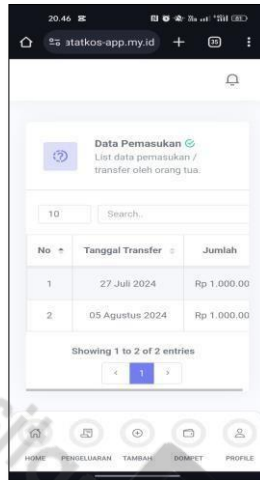 20.46
atatkos-app.my.id
35
Data Pemasukan
List data pemasukan /
transfer oleh orang tua.
10 Search..
No Tanggal Transfer Jumlah
1 27 Juli 2024 Rp 1.000.00
2 05 Agustus 2024 Rp 1.000.00
Showing 1 to 2 of 2 entries
‹ 1 ›
HOME PENGELUARAN TAMBAH DOMPET PROFILE